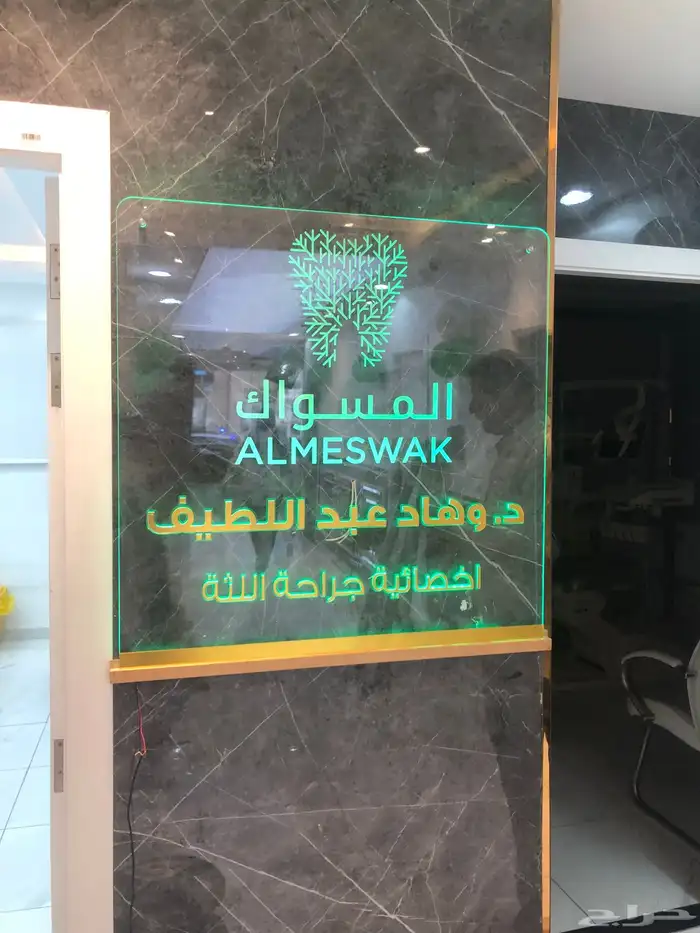 المسواك
ALMESWAK
د. وهاد عبد اللطيف
اخصائية جراحة اللثة
حراج